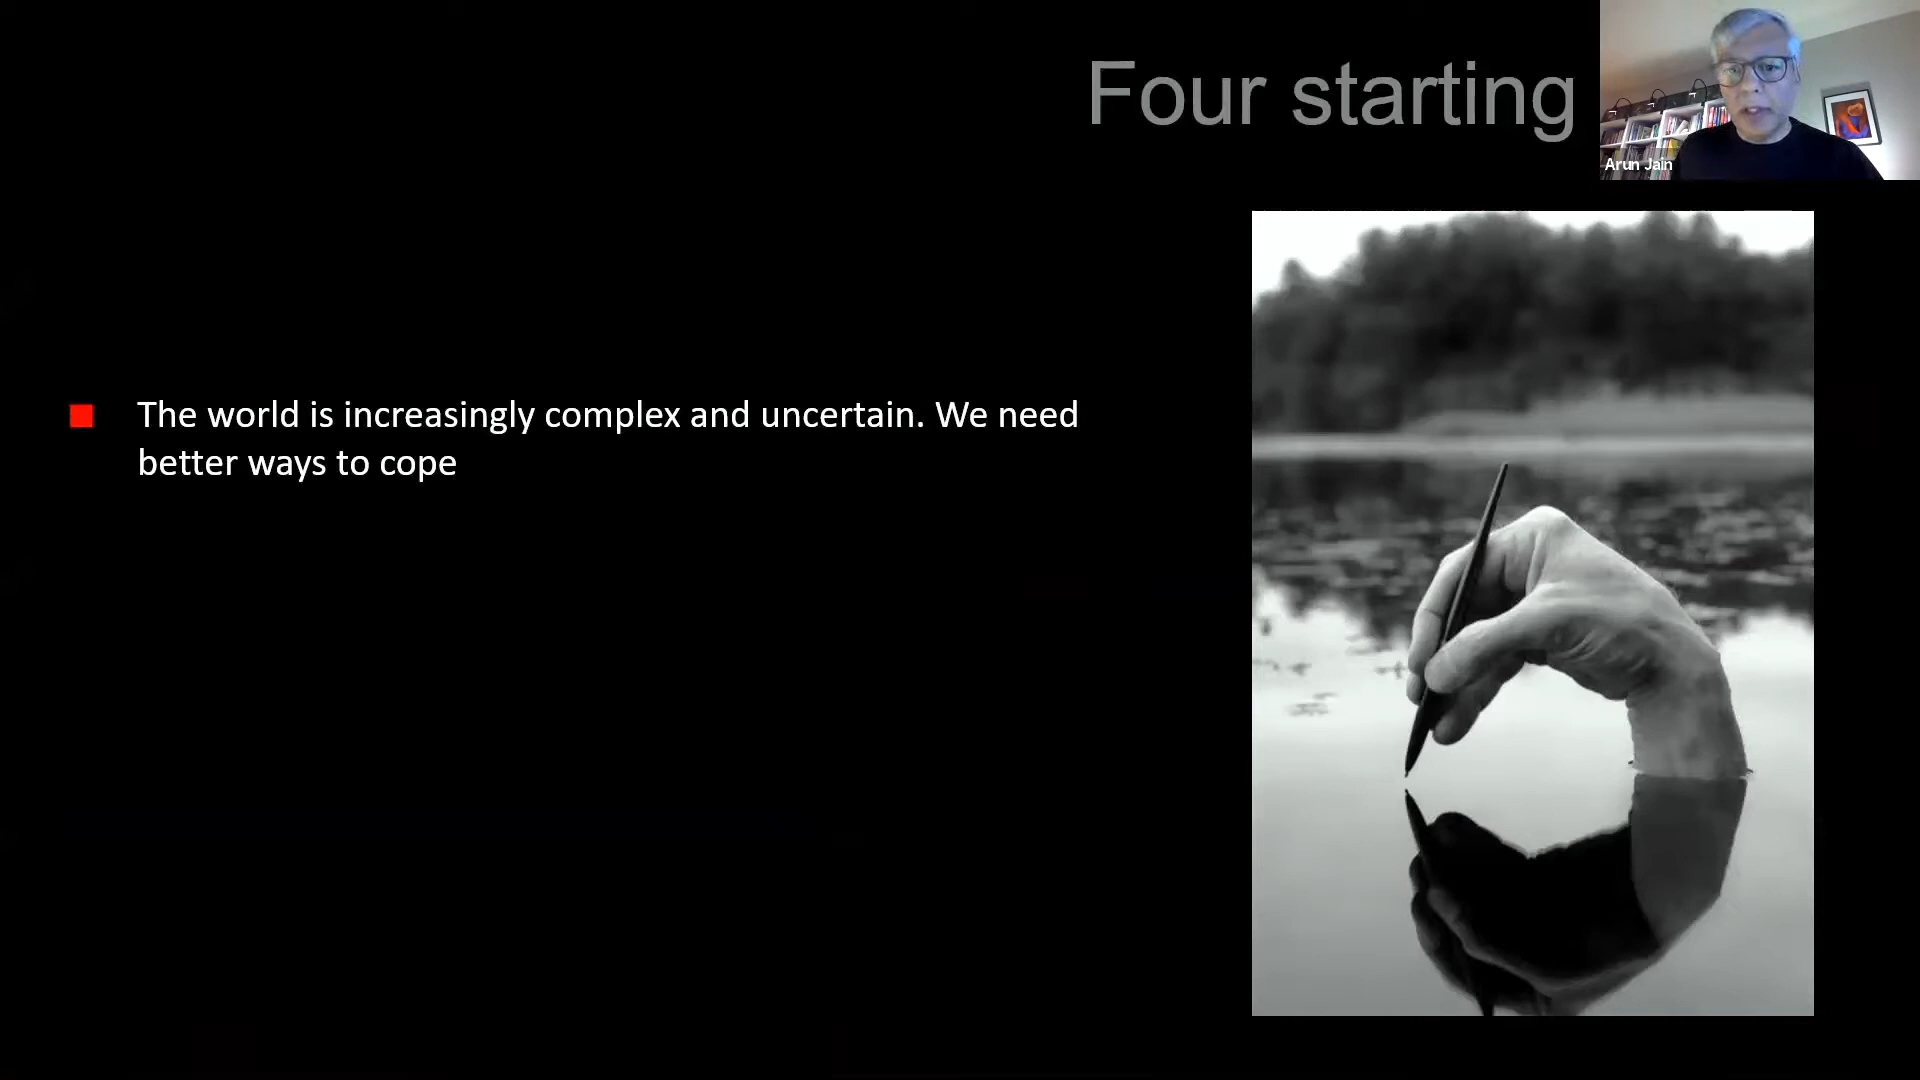 Four starting
Arun Jain
The world is increasingly complex and uncertain. We need
better ways to cope